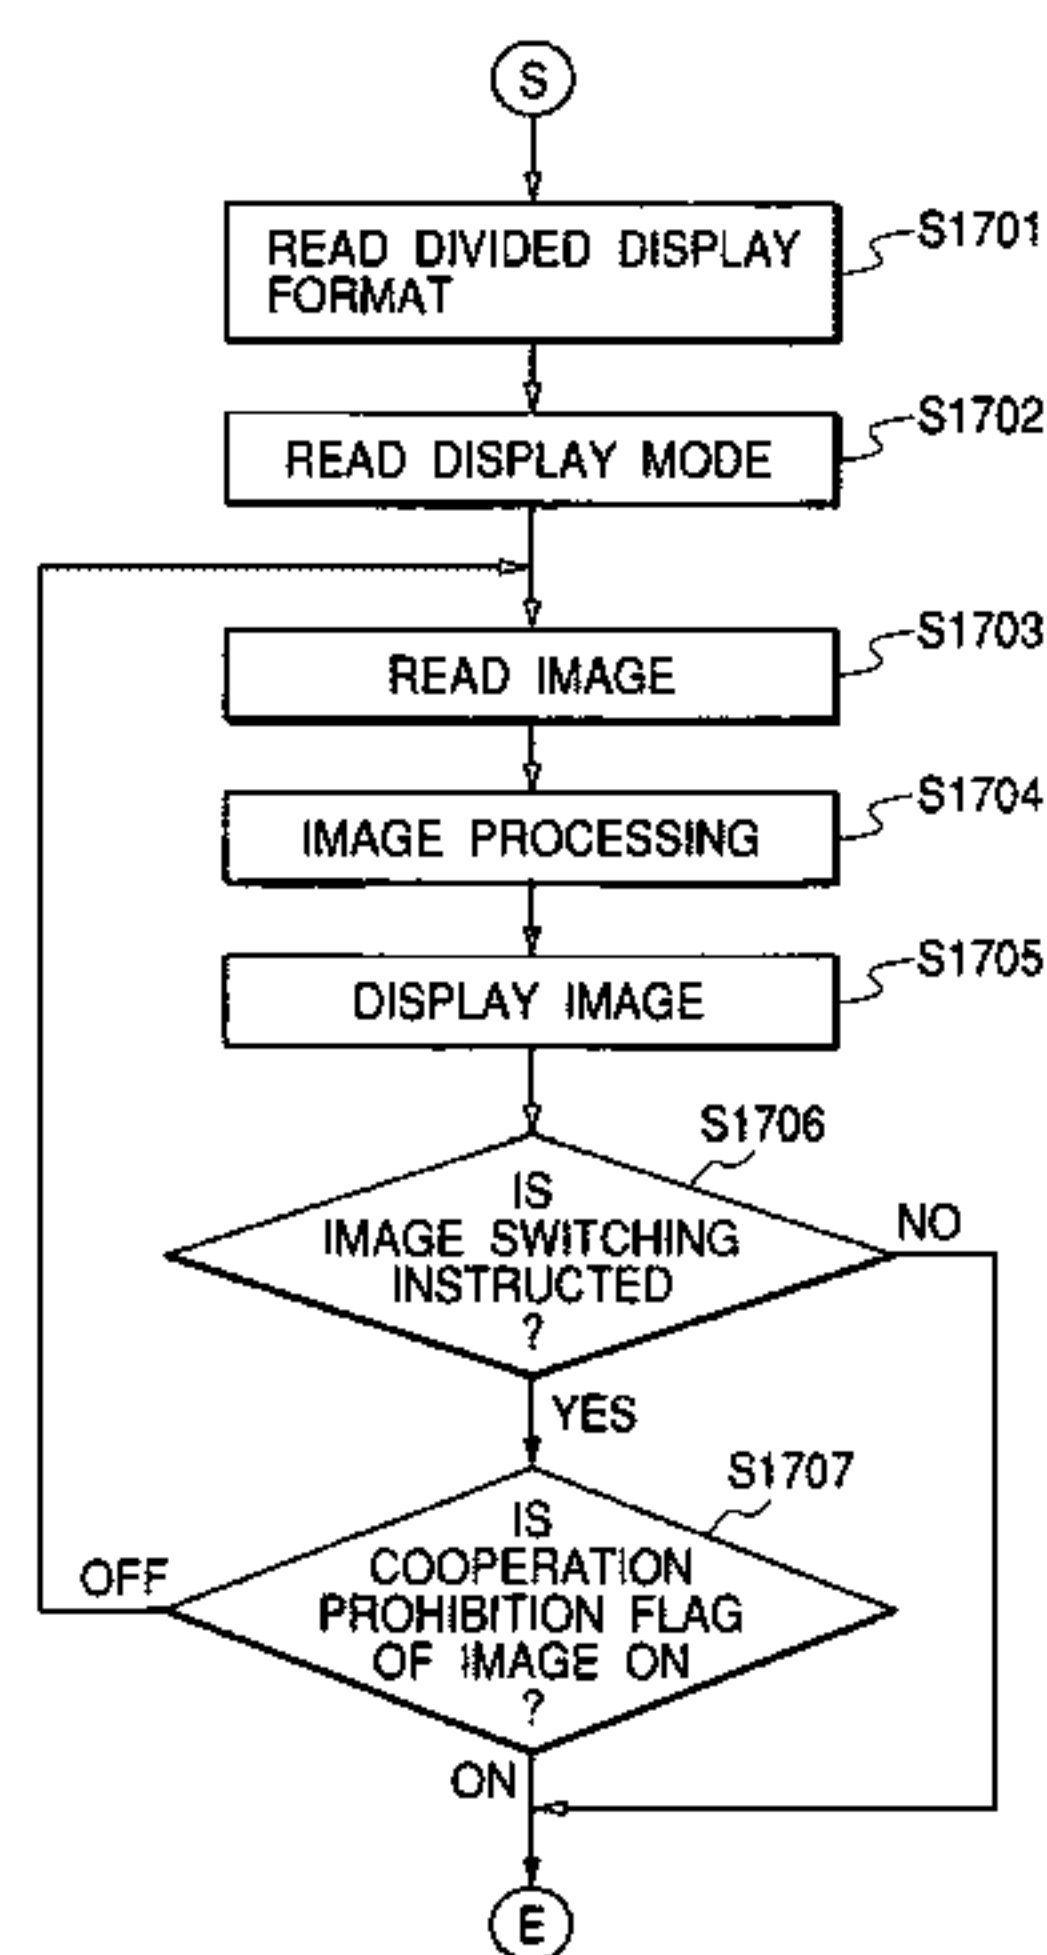 S
READ DIVIDED DISPLAY
FORMAT
S1701
READ DISPLAY MODE
S1702
READ IMAGE
S1703
IMAGE PROCESSING
S1704
DISPLAY IMAGE
S1705
S1706
IS
IMAGE SWITCHING
INSTRUCTED
?
NO
YES
S1707
IS
COOPERATION
PROHIBITION FLAG
OF IMAGE ON
?
OFF
ON
E